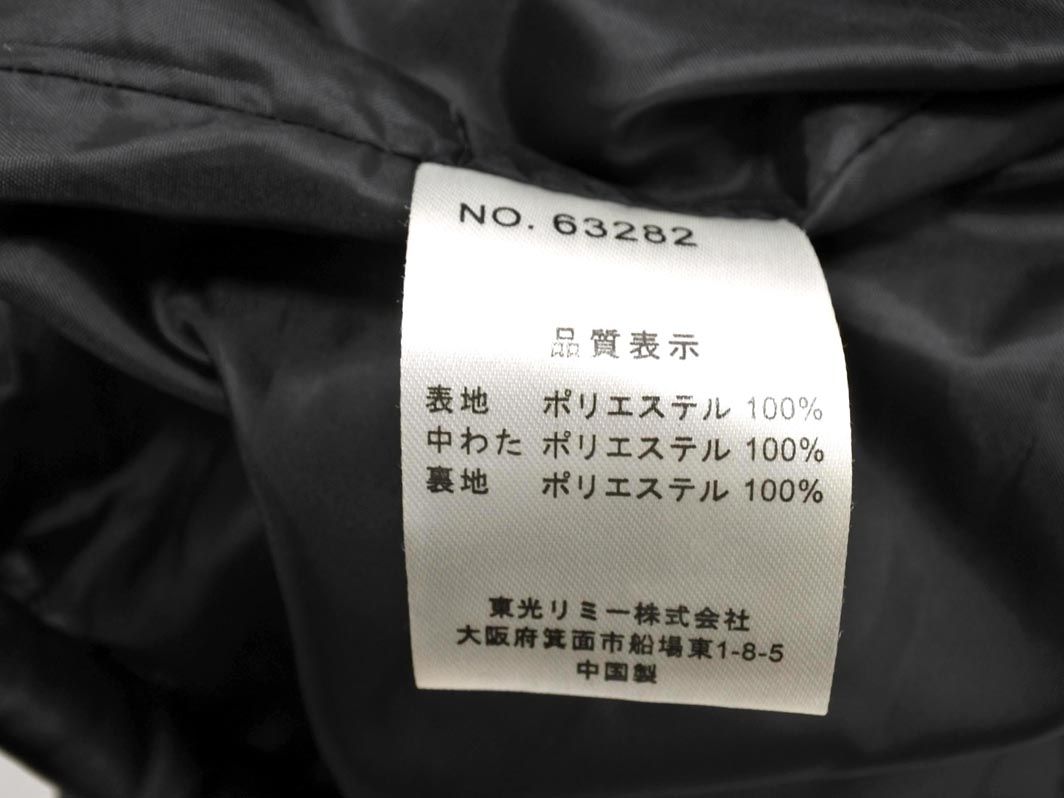 NO. 63282
品質表示
表地 ポリエステル 100%
中わた ポリエステル 100%
裏地 ポリエステル 100%
東光リミー株式会社
大阪府箕面市船場東1-8-5
中国製